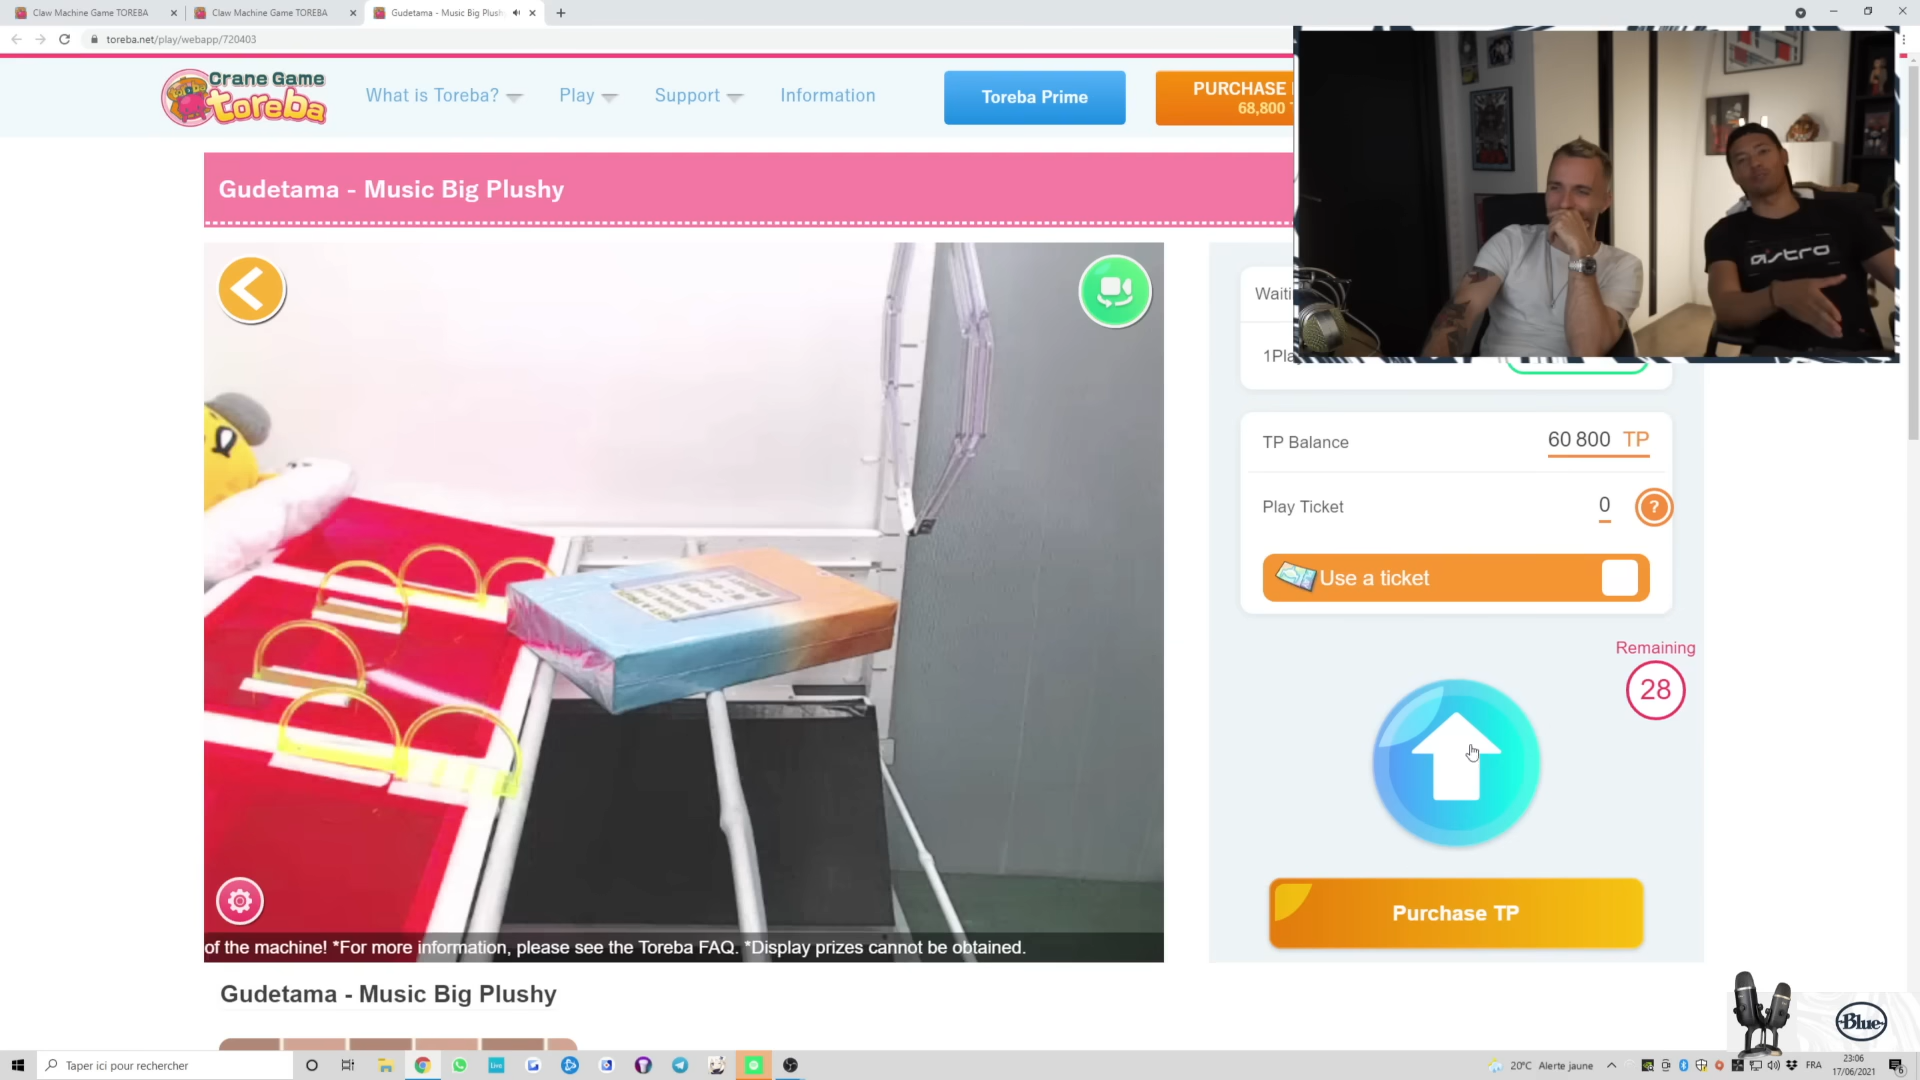 Claw Machine Game TOREBA
Claw Machine Game TOREBA
Gudetama - Music Big Plush
toreba.net/play/webapp/720403
Crane Game
toreba
What is Toreba?
Play
Support
Information
Toreba Prime
PURCHASE
68,800
Gudetama - Music Big Plushy
Waiti
1Pla
TP Balance
60 800 TP
Play Ticket
0
?
Use a ticket
Remaining
28
Purchase TP
of the machine! *For more information, please see the Toreba FAQ. *Display prizes cannot be obtained.
Gudetama - Music Big Plushy
astro
Blue
Taper ici pour rechercher
Live
20°C Alerte jaune
FRA
23:06
17/06/2021
6